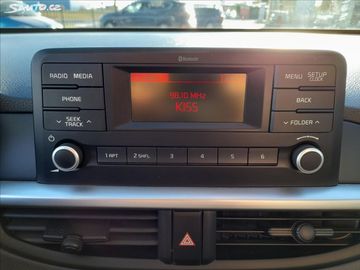 SAUTO.CZ
Bluetooth
RADIO MEDIA
98.10 MHz
KISS
MENU SETUP
CLOCK
PHONE
BACK
SEEK
TRACK
FOLDER
1 RPT 2 SHFL 3 4 5 6